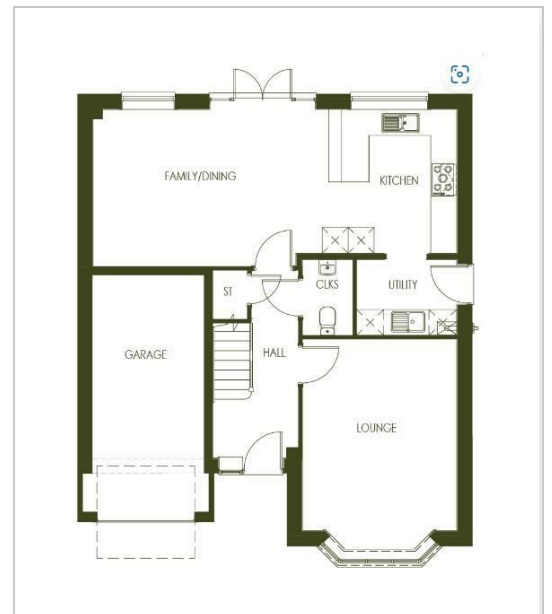 FAMILY/DINING
KITCHEN
ST
CLKS
UTILITY
GARAGE
HALL
LOUNGE